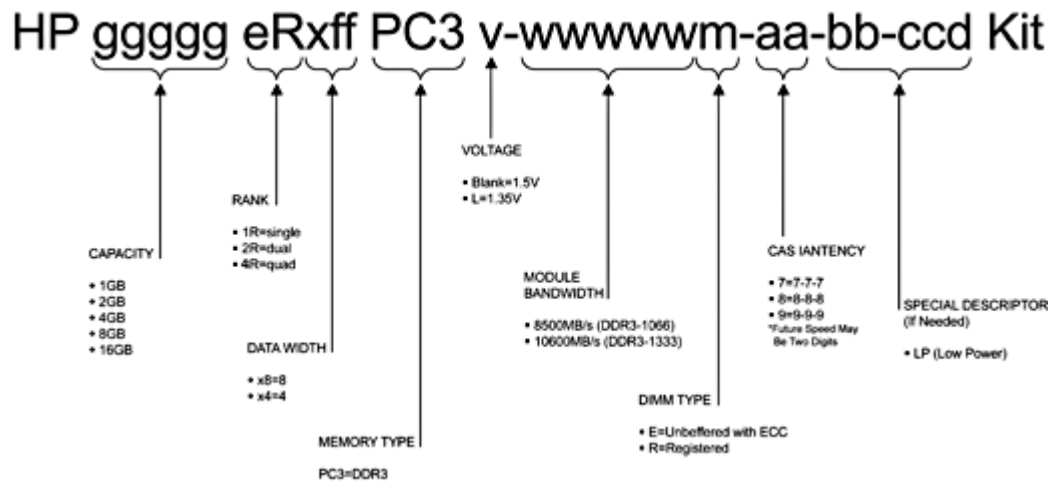 HP ggggg eRxff PC3 v-wwwwwm-aa-bb-ccd Kit
VOLTAGE
• Blank=1.5V
• L=1.35V
RANK
• 1R=single
• 2R=dual
• 4R=quad
CAPACITY
• 1GB
• 2GB
• 4GB
• 8GB
• 16GB
CAS IANTENCY
• 7=7-7-7
• 8=8-8-8
• 9=9-9-9
*Future Speed May
Be Two Digits
MODULE
BANDWIDTH
• 8500MB/s (DDR3-1066)
• 10600MB/s (DDR3-1333)
SPECIAL DESCRIPTOR
(If Needed)
• LP (Low Power)
DATA WIDTH
• x8=8
• x4=4
DIMM TYPE
• E=Unbeffered with ECC
• R=Registered
MEMORY TYPE
PC3=DDR3